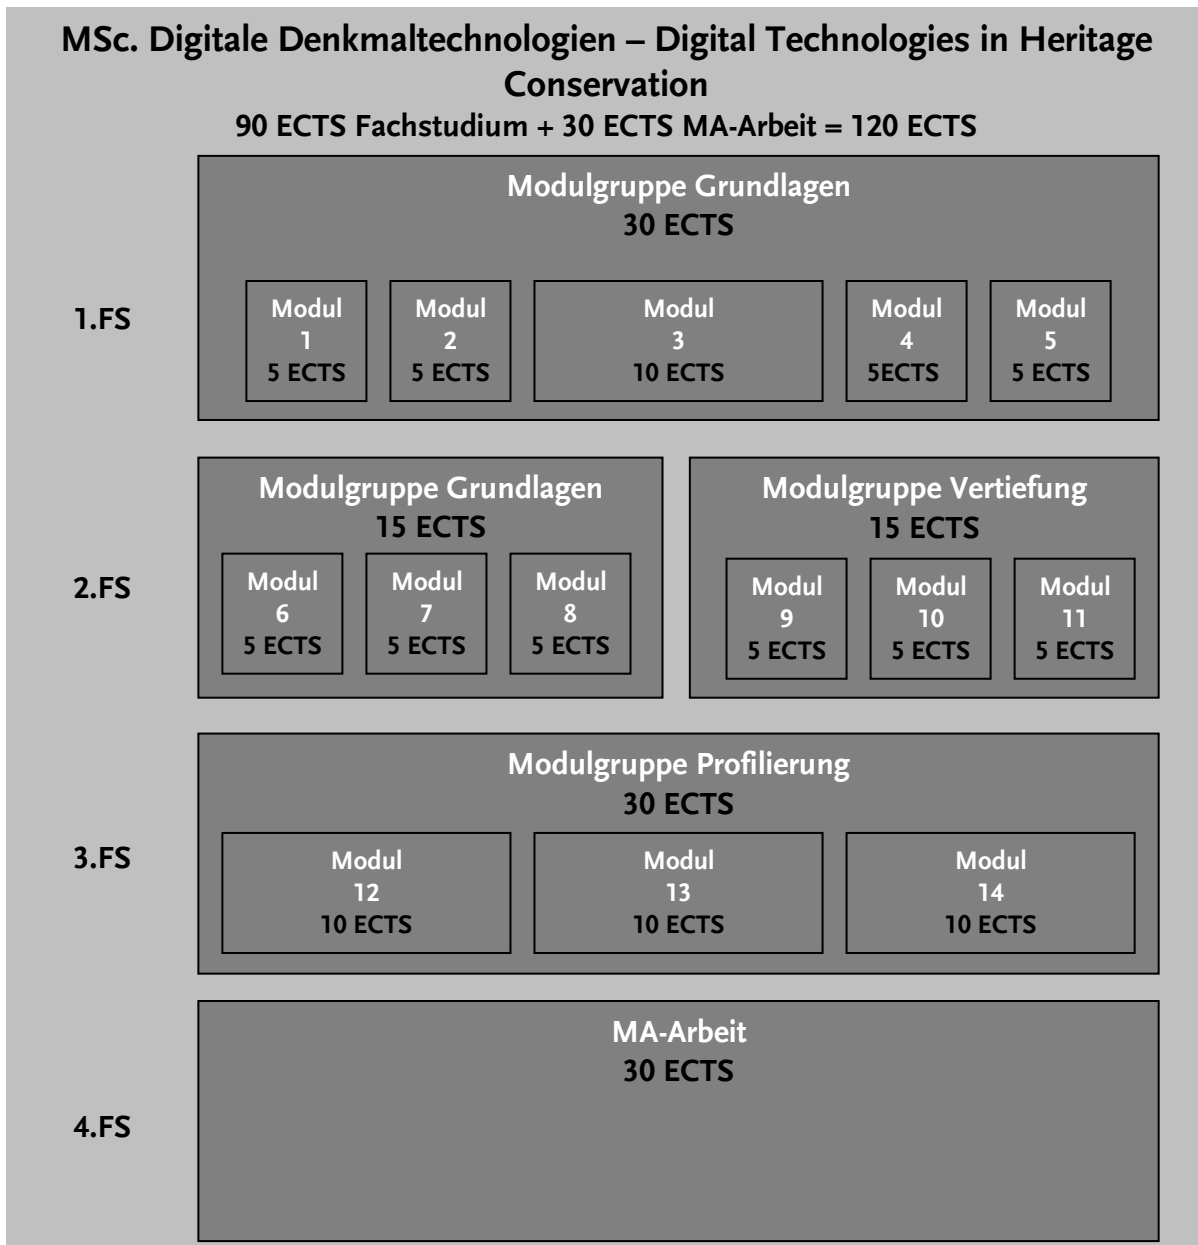 MSc. Digitale Denkmaltechnologien – Digital Technologies in Heritage
Conservation
90 ECTS Fachstudium + 30 ECTS MA-Arbeit = 120 ECTS
1.FS
Modulgruppe Grundlagen
30 ECTS
Modul
1
5 ECTS
Modul
2
5 ECTS
Modul
3
10 ECTS
Modul
4
5ECTS
Modul
5
5 ECTS
2.FS
Modulgruppe Grundlagen
15 ECTS
Modul
6
5 ECTS
Modul
7
5 ECTS
Modul
8
5 ECTS
Modulgruppe Vertiefung
15 ECTS
Modul
9
5 ECTS
Modul
10
5 ECTS
Modul
11
5 ECTS
3.FS
Modulgruppe Profilierung
30 ECTS
Modul
12
10 ECTS
Modul
13
10 ECTS
Modul
14
10 ECTS
4.FS
MA-Arbeit
30 ECTS